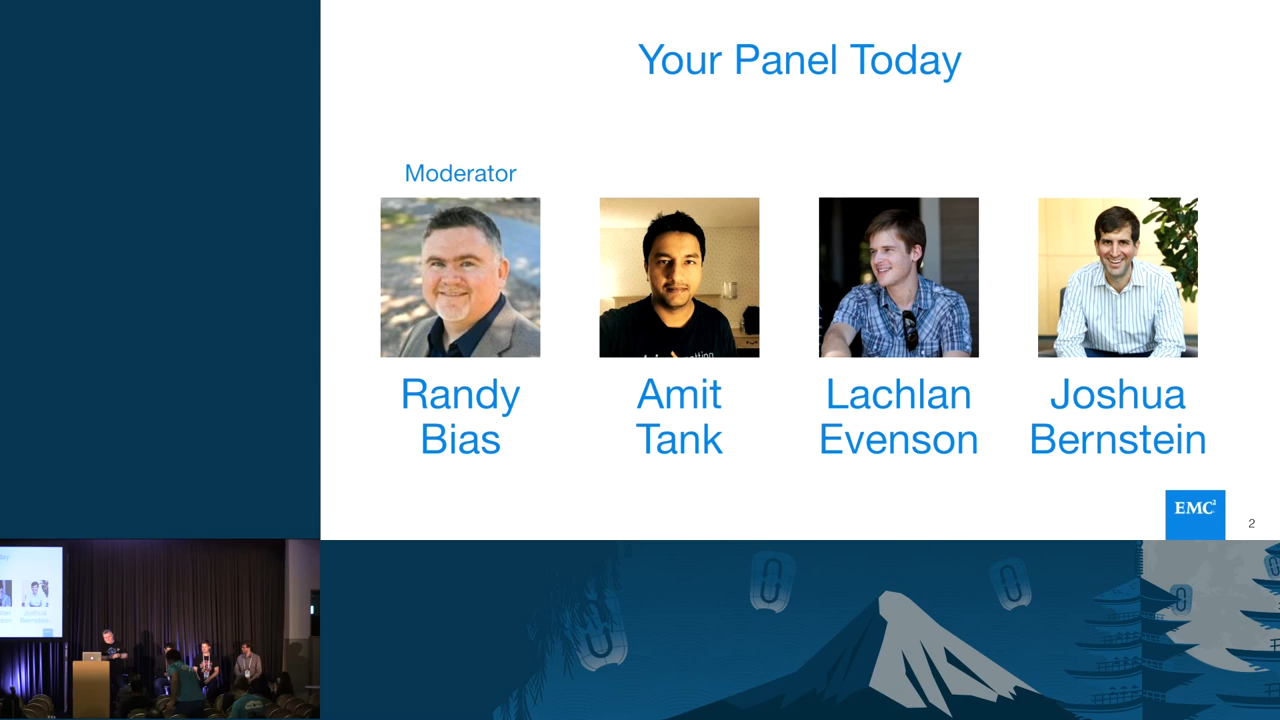 Your Panel Today
Moderator
Randy
Bias
Amit
Tank
Lachlan
Evenson
Joshua
Bernstein
EMC²
2